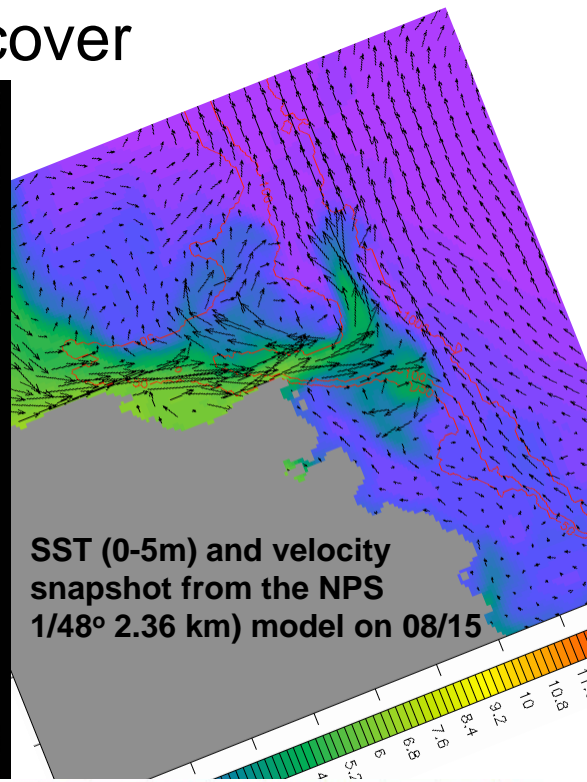 cover
SST (0-5m) and velocity
snapshot from the NPS
1/48º 2.36 km) model on 08/15
5.2
6
6.8
7.6
8.4
9.2
10
10.8